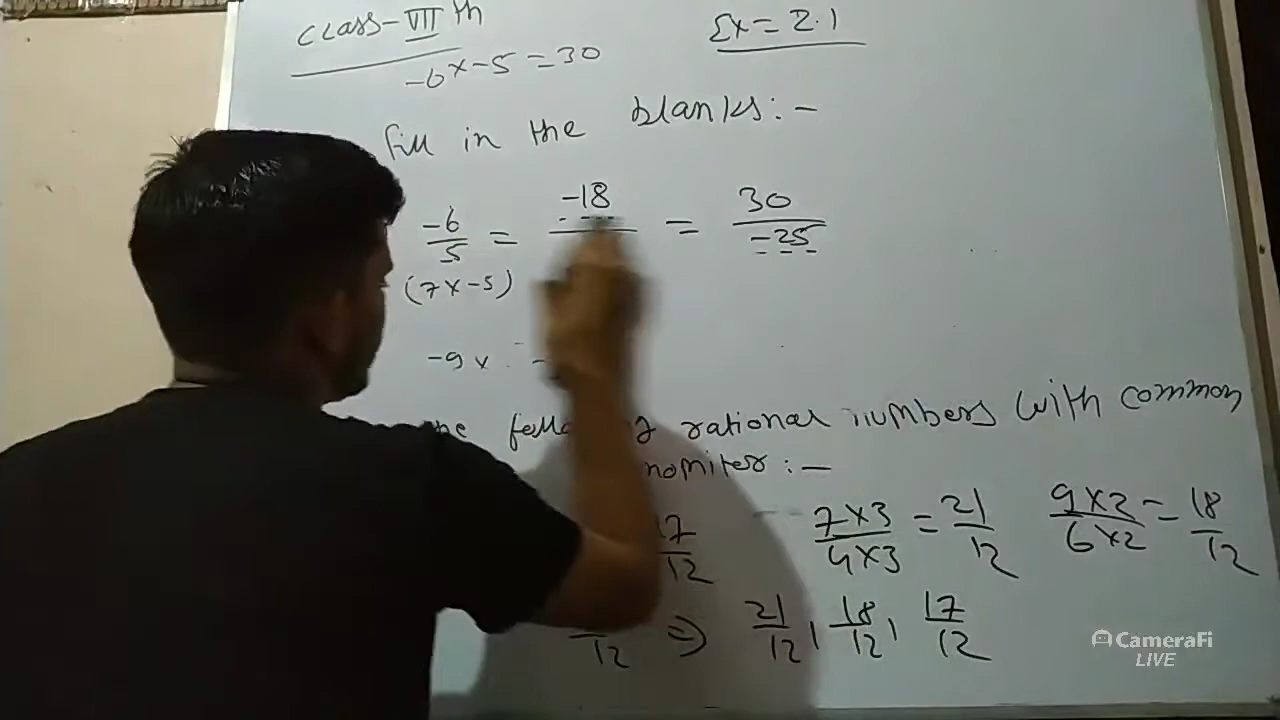 class-VII th
Ex=2.1
-6x-5=30
fill in the blanks:-
-6/5 = -18/ = 30/-25
(7x-5)
-9x
rational numbers with common
7x3/4x3 = 21/12 9x2/6x2 = 18/12
17/12
12 ⇒ 21/12, 18/12, 17/12
CameraFi
LIVE